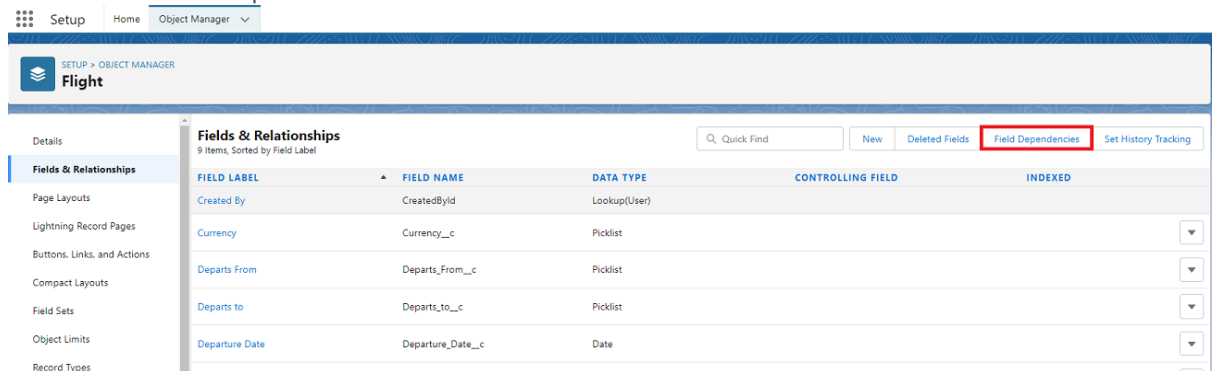 Setup Home Object Manager
SETUP > OBJECT MANAGER
Flight
Details
Fields & Relationships
Page Layouts
Lightning Record Pages
Buttons, Links, and Actions
Compact Layouts
Field Sets
Object Limits
Record Types
Fields & Relationships
9 Items, Sorted by Field Label
Quick Find New Deleted Fields Field Dependencies Set History Tracking
FIELD LABEL FIELD NAME DATA TYPE CONTROLLING FIELD INDEXED
Created By CreatedById Lookup(User)
Currency Currency__c Picklist
Departs From Departs_From__c Picklist
Departs to Departs_to__c Picklist
Departure Date Departure_Date__c Date